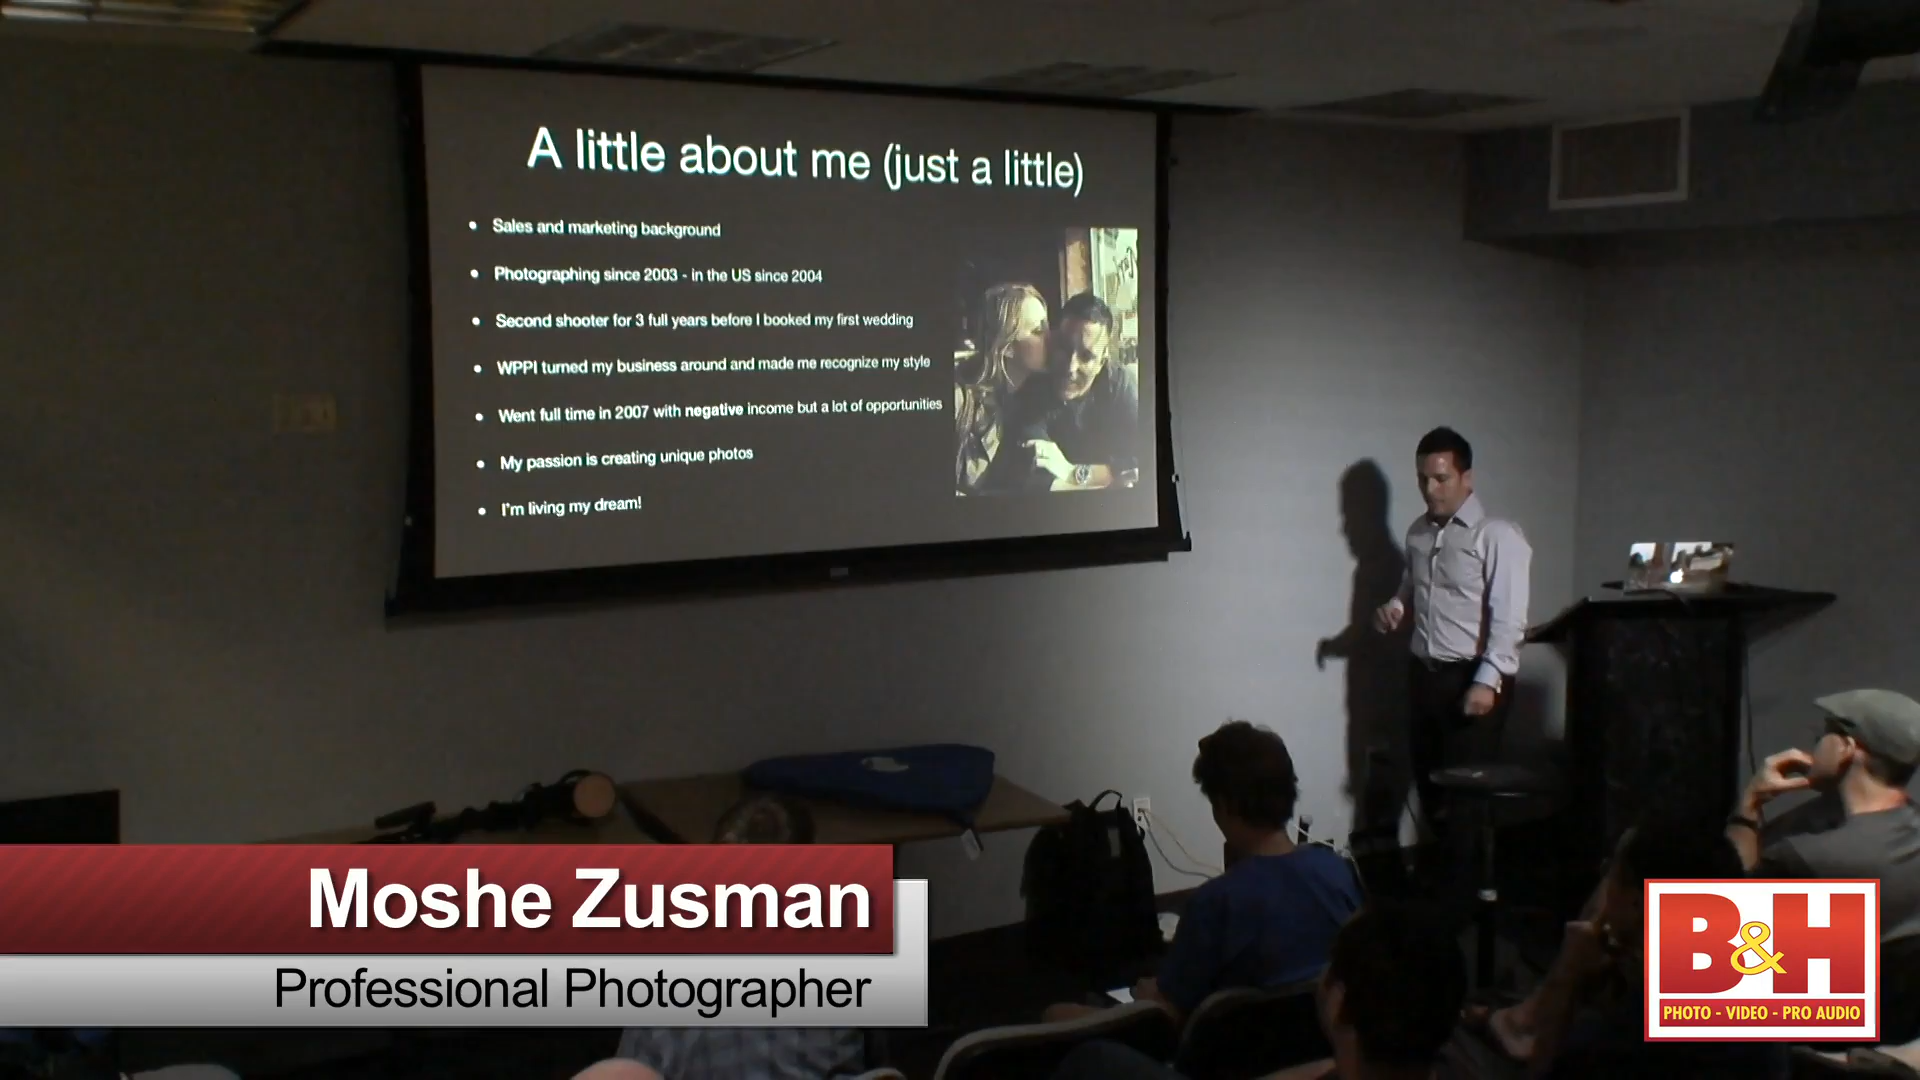 A little about me (just a little)
• Sales and marketing background
• Photographing since 2003 - in the US since 2004
• Second shooter for 3 full years before I booked my first wedding
• WPPI turned my business around and made me recognize my style
• Went full time in 2007 with negative income but a lot of opportunities
• My passion is creating unique photos
• I'm living my dream!
Moshe Zusman
Professional Photographer
B&H
PHOTO - VIDEO - PRO AUDIO